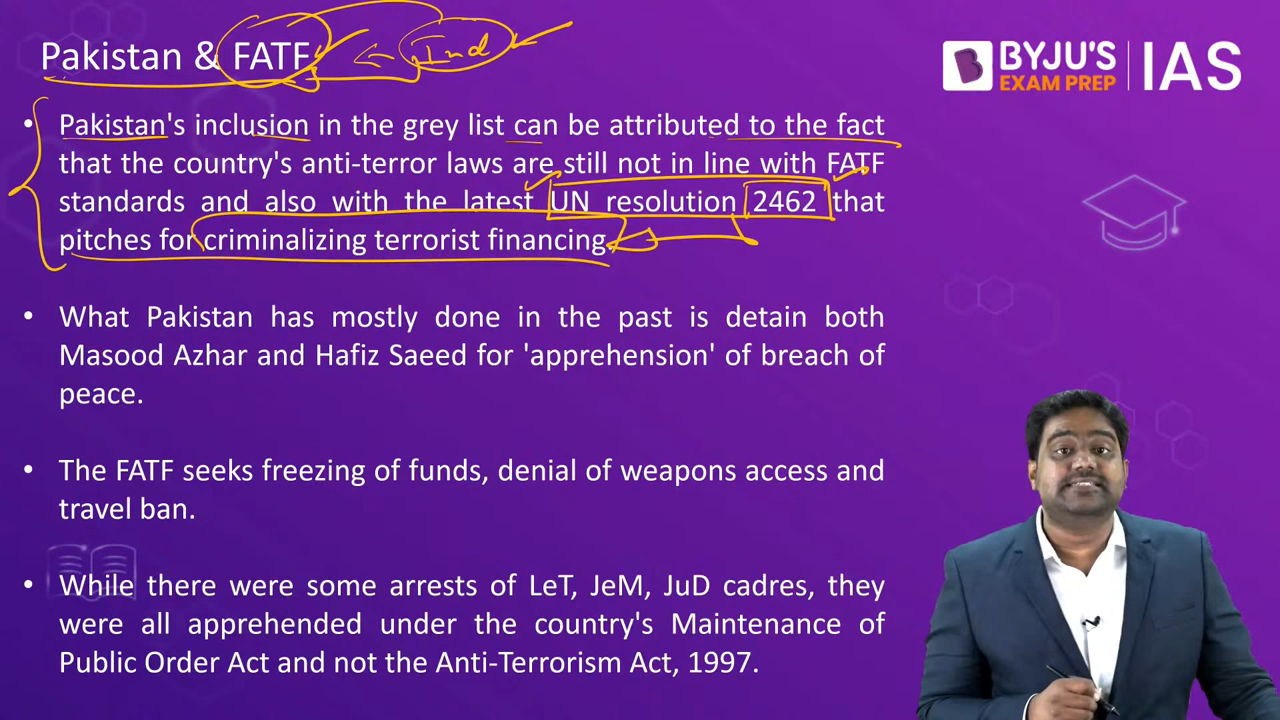 Pakistan & FATF Ind
BYJU'S
EXAM PREP
IAS
• Pakistan's inclusion in the grey list can be attributed to the fact
that the country's anti-terror laws are still not in line with FATF
standards and also with the latest UN resolution 2462 that
pitches for criminalizing terrorist financing.
• What Pakistan has mostly done in the past is detain both
Masood Azhar and Hafiz Saeed for 'apprehension' of breach of
peace.
• The FATF seeks freezing of funds, denial of weapons access and
travel ban.
• While there were some arrests of LeT, JeM, JuD cadres, they
were all apprehended under the country's Maintenance of
Public Order Act and not the Anti-Terrorism Act, 1997.